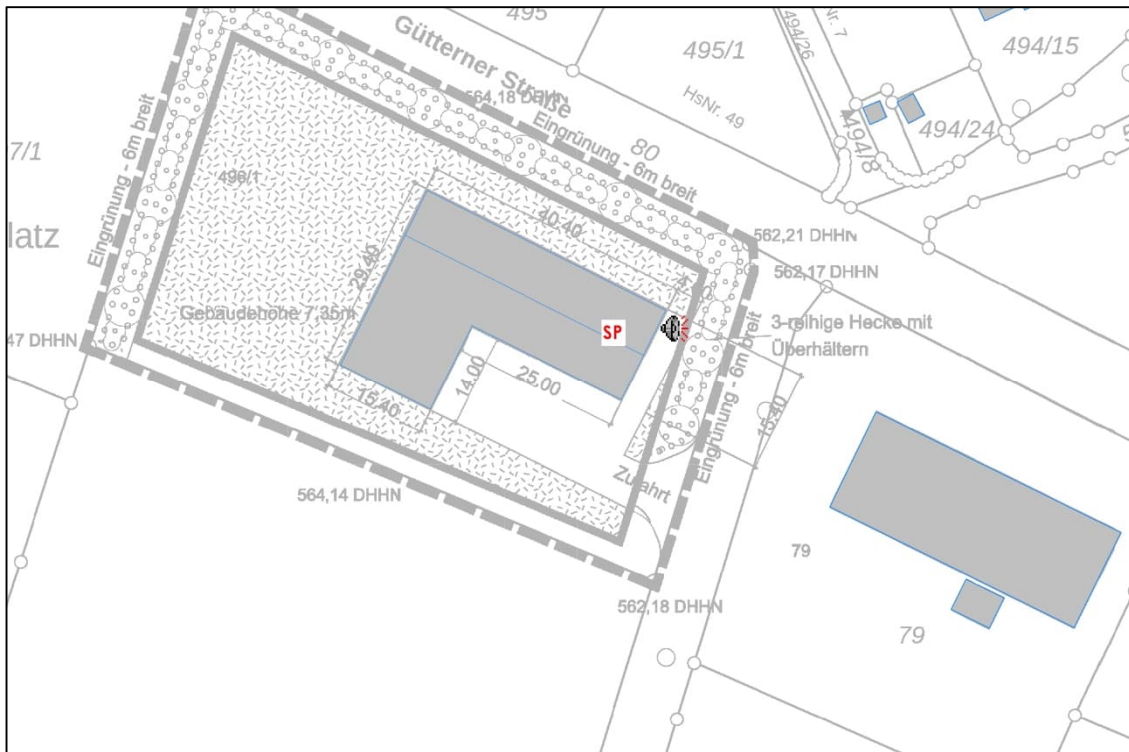 495
Gütterner Straße
495/1
494/26
Nr. 7
494/15
564,18 DHHN
HsNr. 49
494/24
494/8
Eingrünung - 6m breit
80
7/1
496/1
Eingrünung - 6m breit
latz
40.40
562,21 DHHN
562,17 DHHN
29.40
Gebäudehöhe 7,35m
SP
3-reihige Hecke mit
Überhältern
47 DHHN
14.00
25.00
15.40
15.40
Eingrünung - 6m breit
Zufahrt
564,14 DHHN
79
562,18 DHHN
79